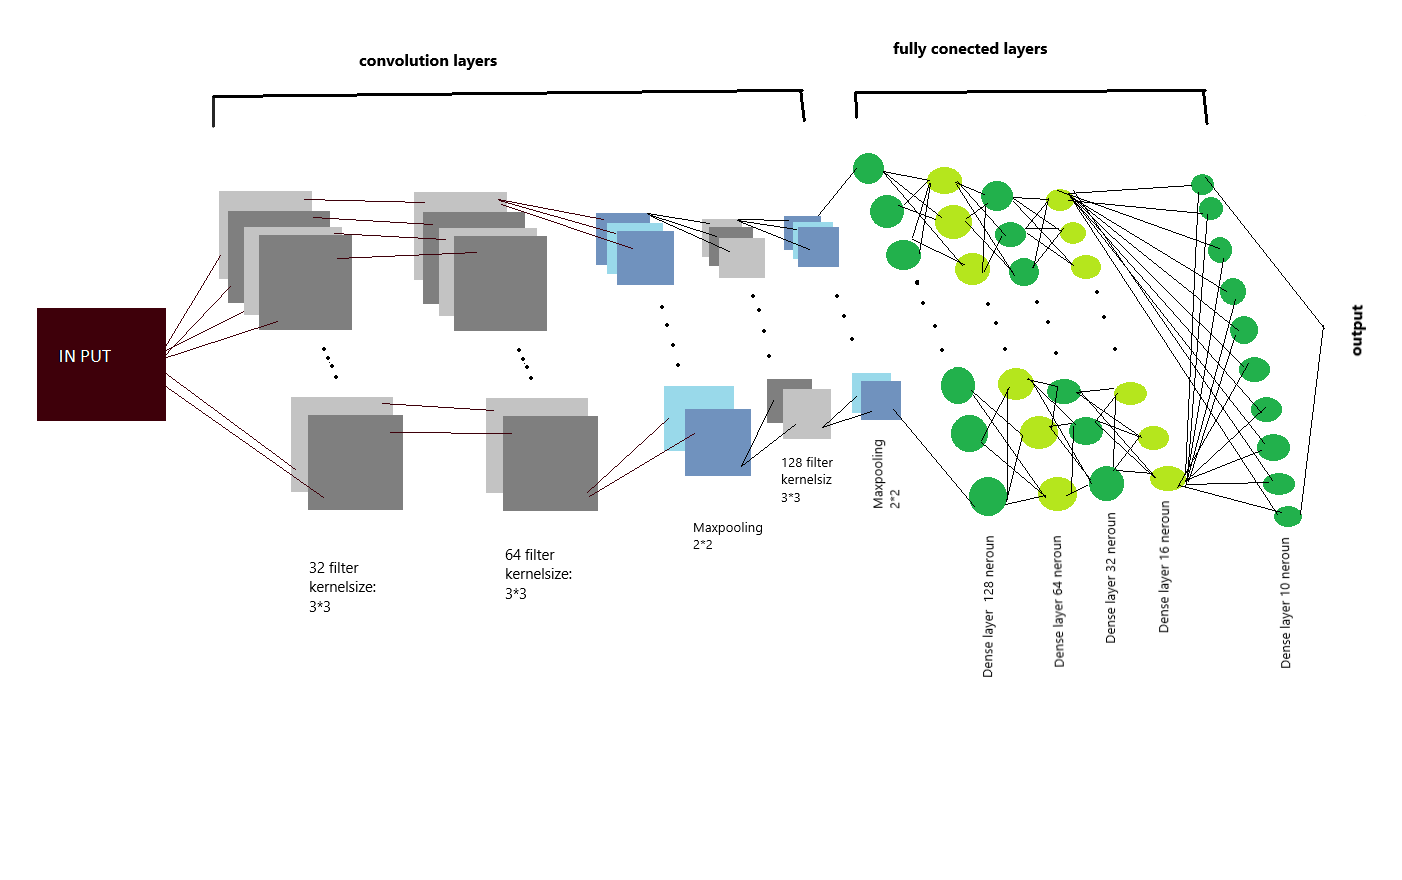 convolution layers
fully conected layers
IN PUT
output
32 filter
kernelsize:
3*3
64 filter
kernelsize:
3*3
Maxpooling
2*2
128 filter
kernelsiz
3*3
Maxpooling
2*2
Dense layer 128 neroun
Dense layer 64 neroun
Dense layer 32 neroun
Dense layer 16 neroun
Dense layer 10 neroun